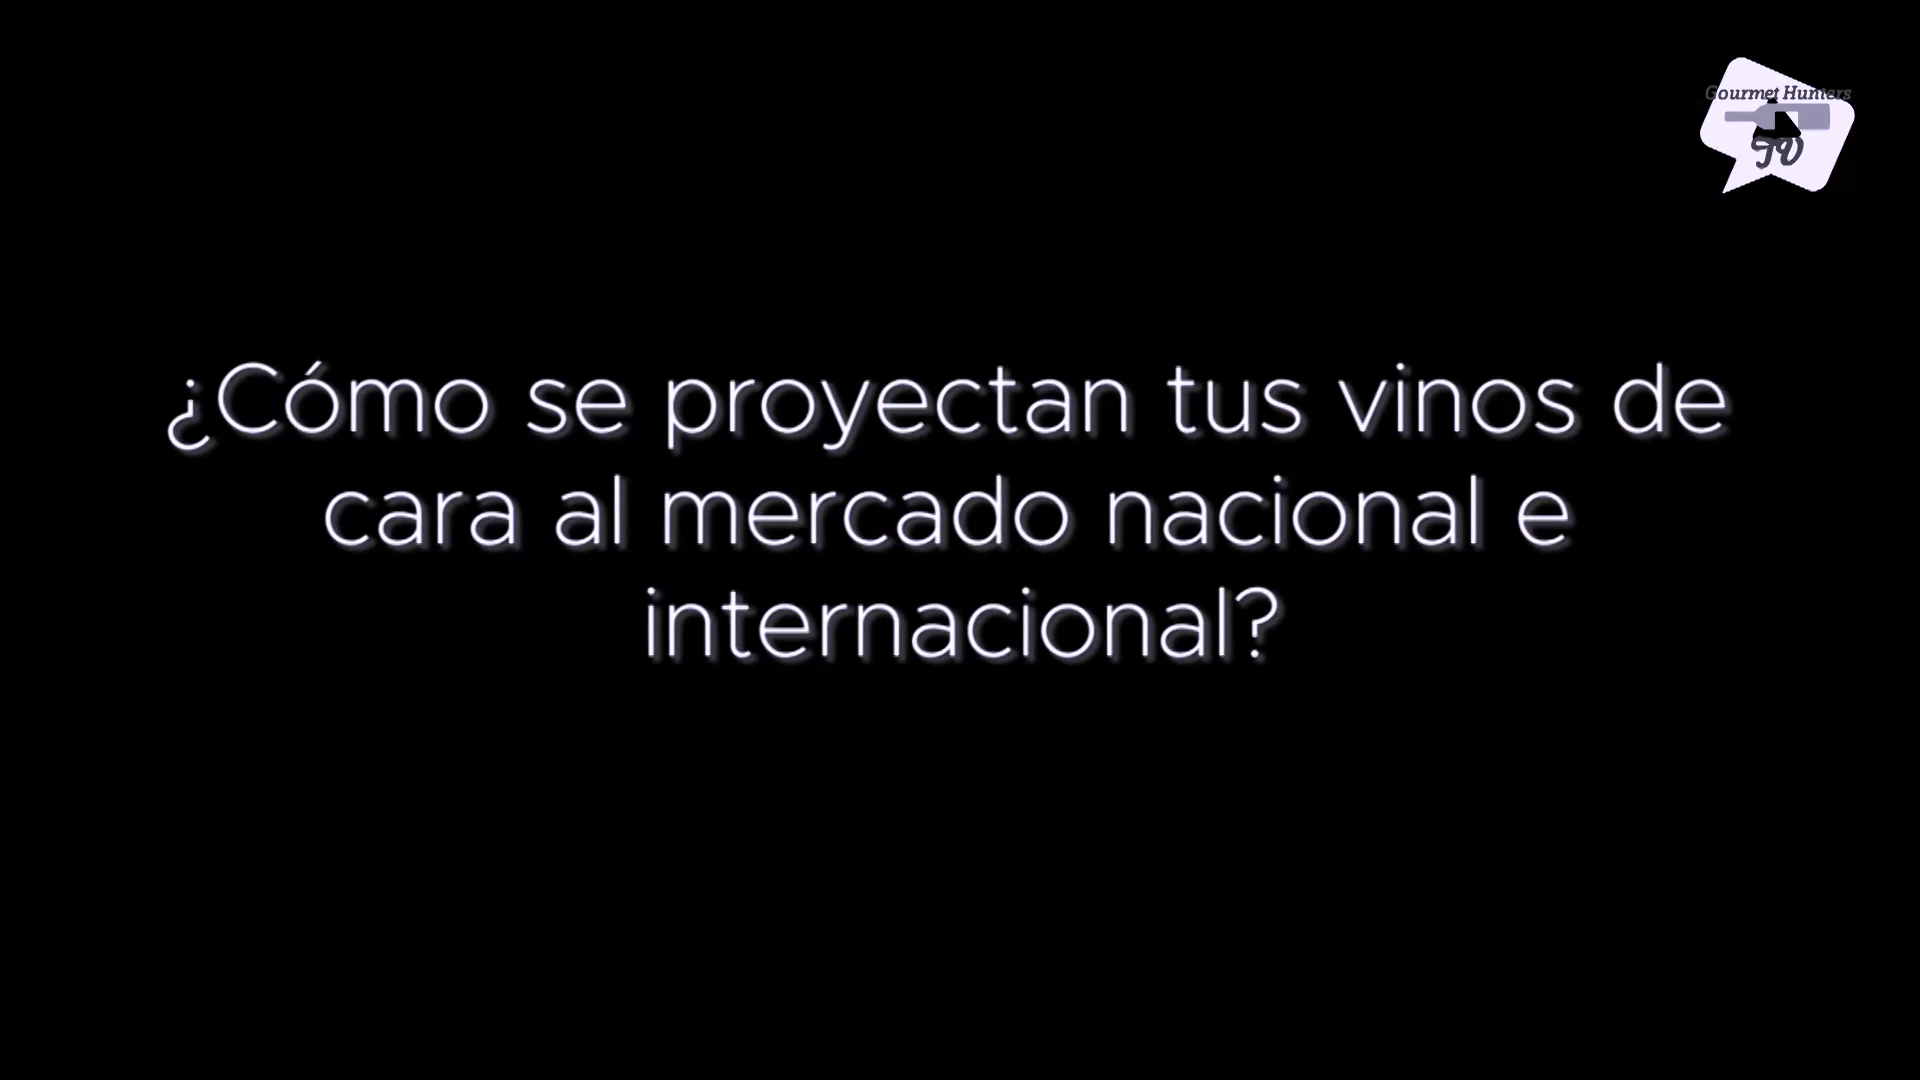 Gourmet Hunters
TV
¿Cómo se proyectan tus vinos de
cara al mercado nacional e
internacional?